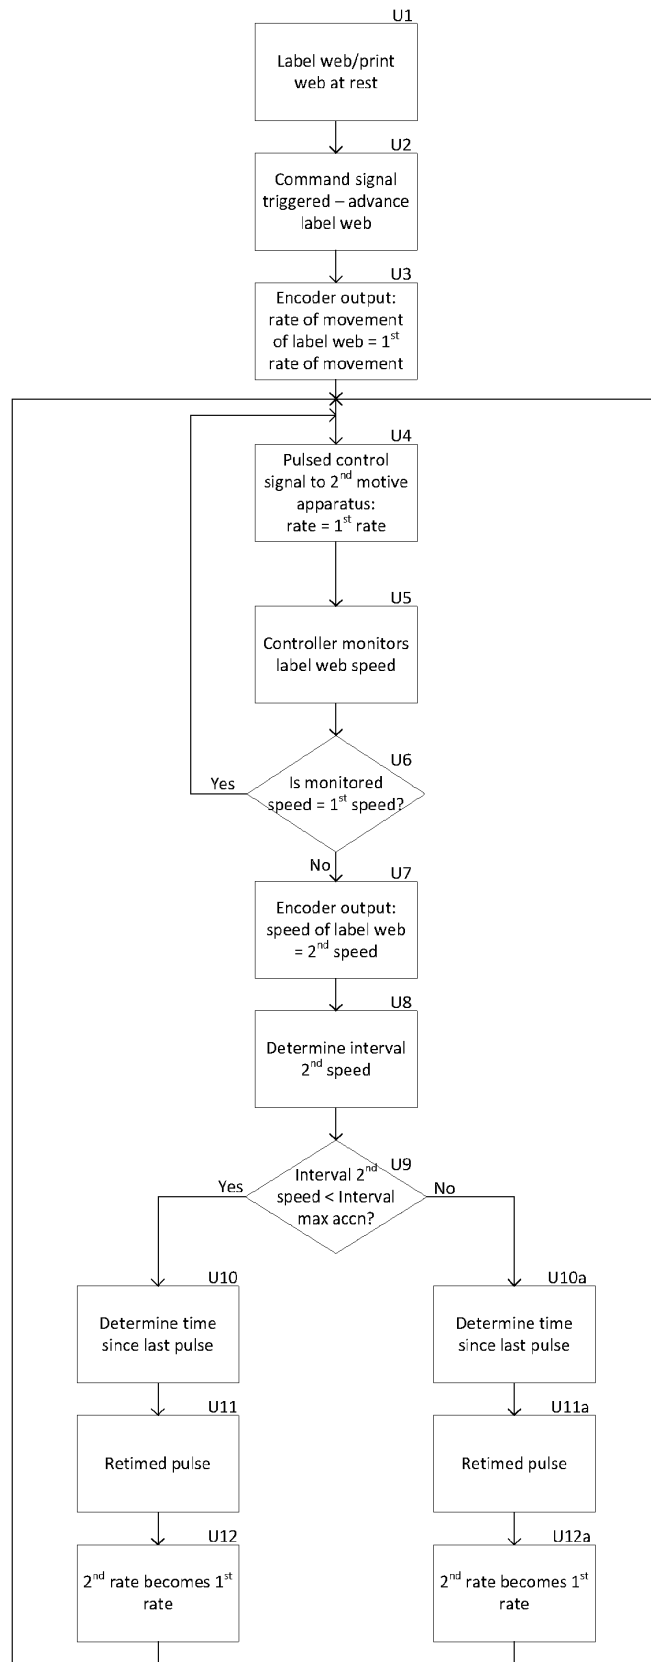 U1
Label web/print
web at rest
U2
Command signal
triggered – advance
label web
U3
Encoder output:
rate of movement
of label web = 1st
rate of movement
U4
Pulsed control
signal to 2nd motive
apparatus:
rate = 1st rate
U5
Controller monitors
label web speed
U6
Is monitored
speed = 1st speed?
Yes
No
U7
Encoder output:
speed of label web
= 2nd speed
U8
Determine interval
2nd speed
U9
Interval 2nd
speed < Interval
max accn?
Yes
No
U10
Determine time
since last pulse
U10a
Determine time
since last pulse
U11
Retimed pulse
U11a
Retimed pulse
U12
2nd rate becomes 1st
rate
U12a
2nd rate becomes 1st
rate